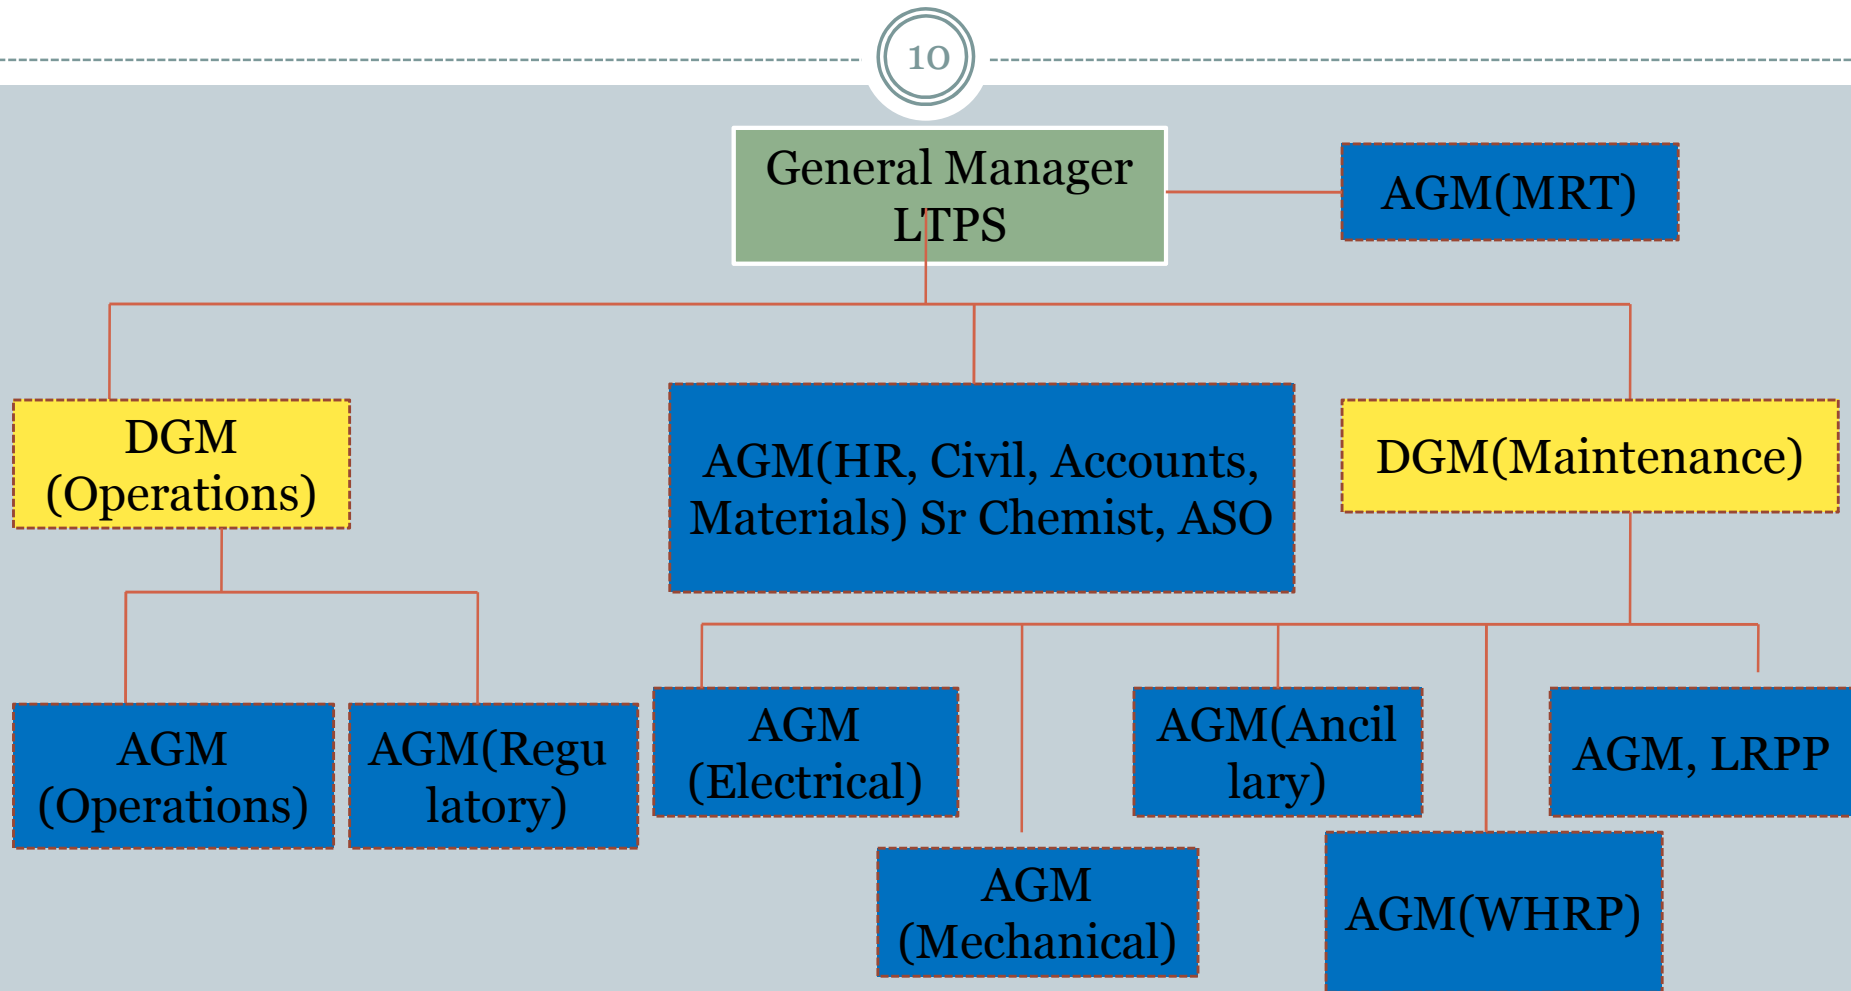 10
General Manager
LTPS
AGM(MRT)
DGM
(Operations)
AGM(HR, Civil, Accounts,
Materials) Sr Chemist, ASO
DGM(Maintenance)
AGM
(Operations)
AGM(Regu
latory)
AGM
(Electrical)
AGM(Ancil
lary)
AGM, LRPP
AGM
(Mechanical)
AGM(WHRP)